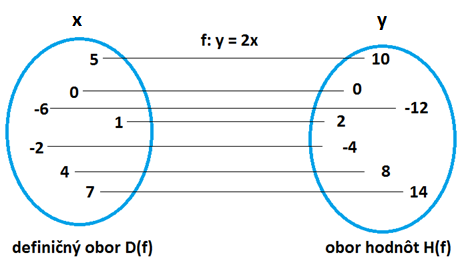 x y
f: y = 2x
5 10
0 0
-6 -12
1 2
-2 -4
4 8
7 14
definičný obor D(f) obor hodnôt H(f)